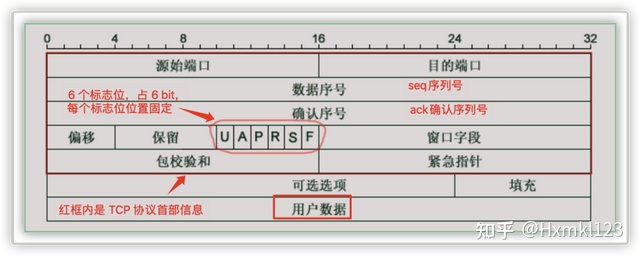 0 8 16 24 32
源始端口 目的端口
6 个标志位，占 6 bit， 数据序号 seq序列号
每个标志位位置固定 确认序号 ack确认序列号
偏移 保留 U A P R S F 窗口字段
包校验和 紧急指针
可选选项 填充
红框内是 TCP 协议首部信息
用户数据
知乎 @Hxmkl123